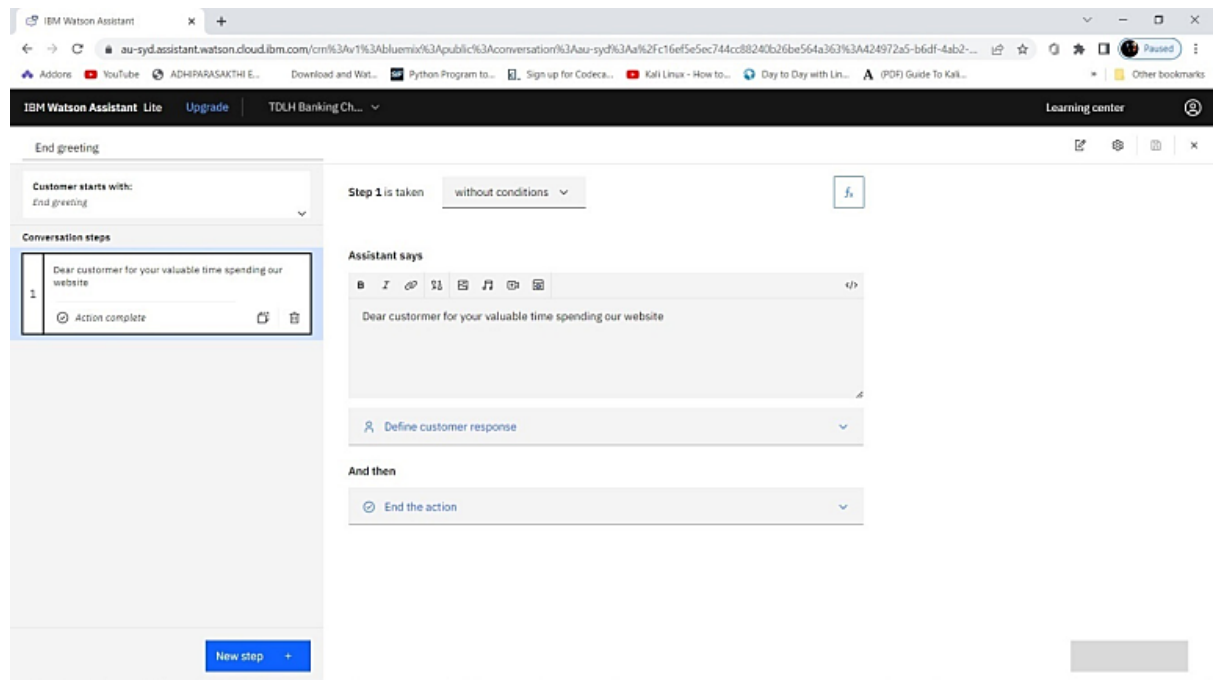 IBM Watson Assistant
au-syd.assistant.watson.cloud.ibm.com/crn%3Av1%3Abluemix%3Apublic%3Aconversation%3Aau-syd%3Aa%2Fc16ef5e5ec744cc88240b26be564a363%3A424972a5-b6df-4ab2-...
Paused
Addons YouTube ADHIPARASAKTHI E... Download and Wat... Python Program to... Sign up for Codeca... Kali Linux - How to... Day to Day with Lin... (PDF) Guide To Kali... » Other bookmarks
IBM Watson Assistant Lite Upgrade TDLH Banking Ch... Learning center
End greeting
Customer starts with:
End greeting
Step 1 is taken without conditions
Conversation steps
1
Dear custormer for your valuable time spending our
website
Action complete
Assistant says
B I
Dear custormer for your valuable time spending our website
Define customer response
And then
End the action
New step +